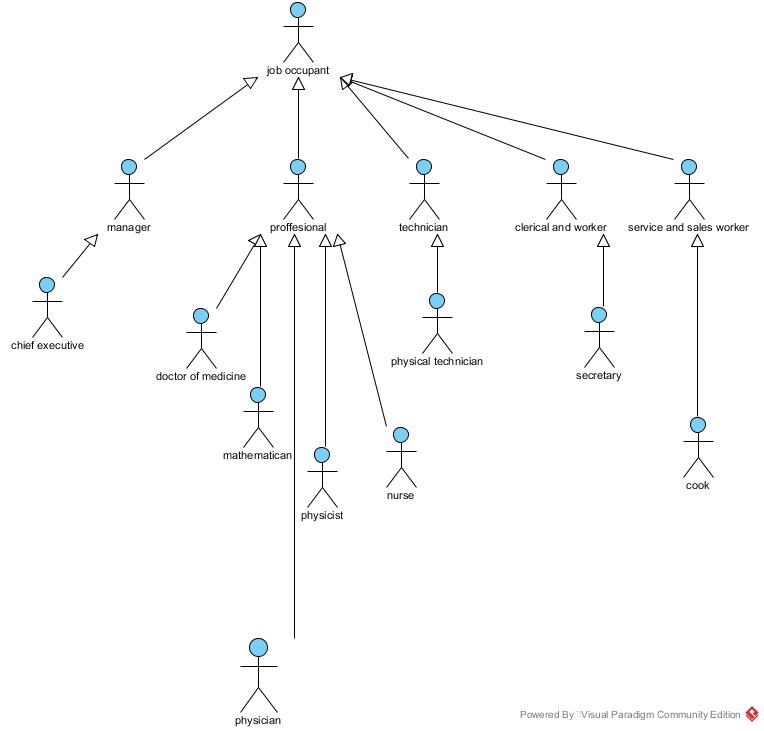 job occupant
manager
proffesional
technician
clerical and worker
service and sales worker
chief executive
doctor of medicine
physical technician
secretary
mathematican
physicist
nurse
cook
physician
Powered By Visual Paradigm Community Edition